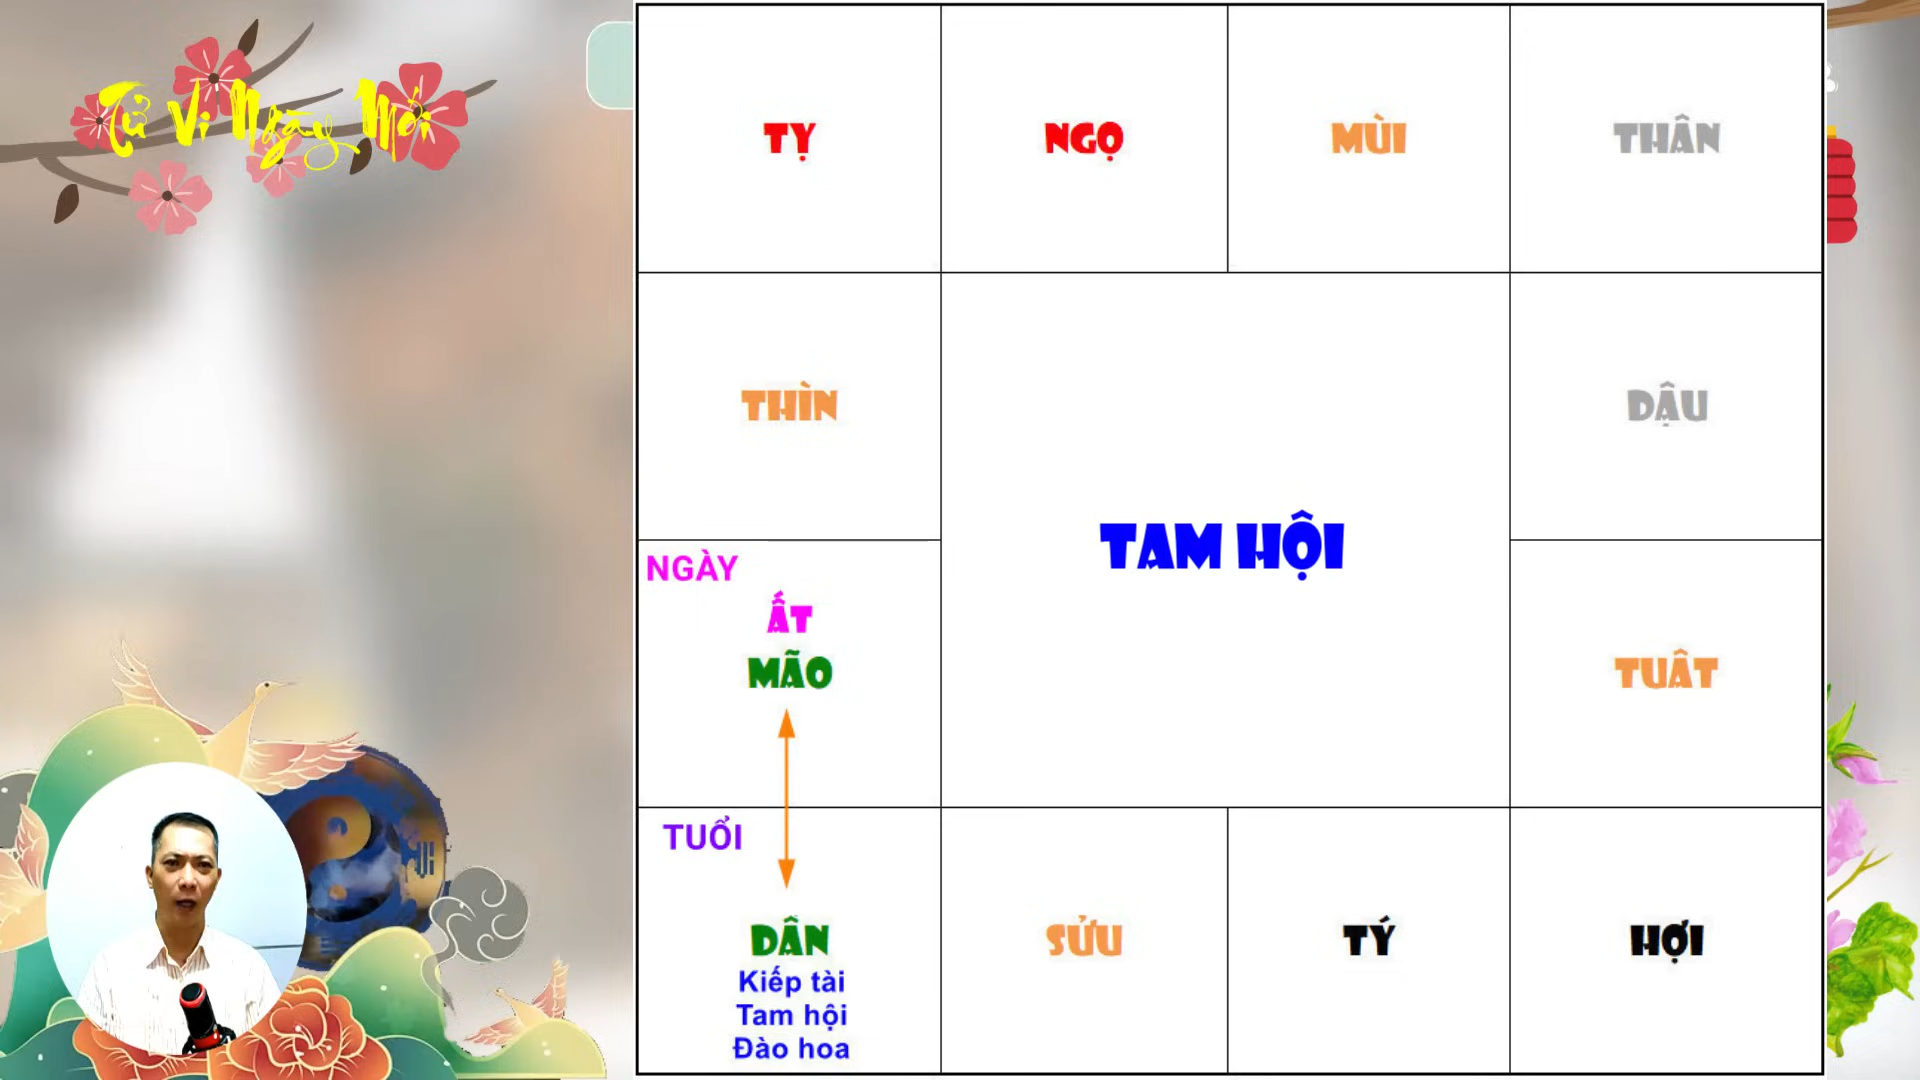 Tử Vi Ngày Mới
TỴ
NGỌ
MÙI
THÂN
THÌN
DẬU
TAM HỘI
NGÀY
ẤT
MÃO
TUẤT
TUỔI
DẦN
Kiếp tài
Tam hội
Đào hoa
SỬU
TÝ
HỢI